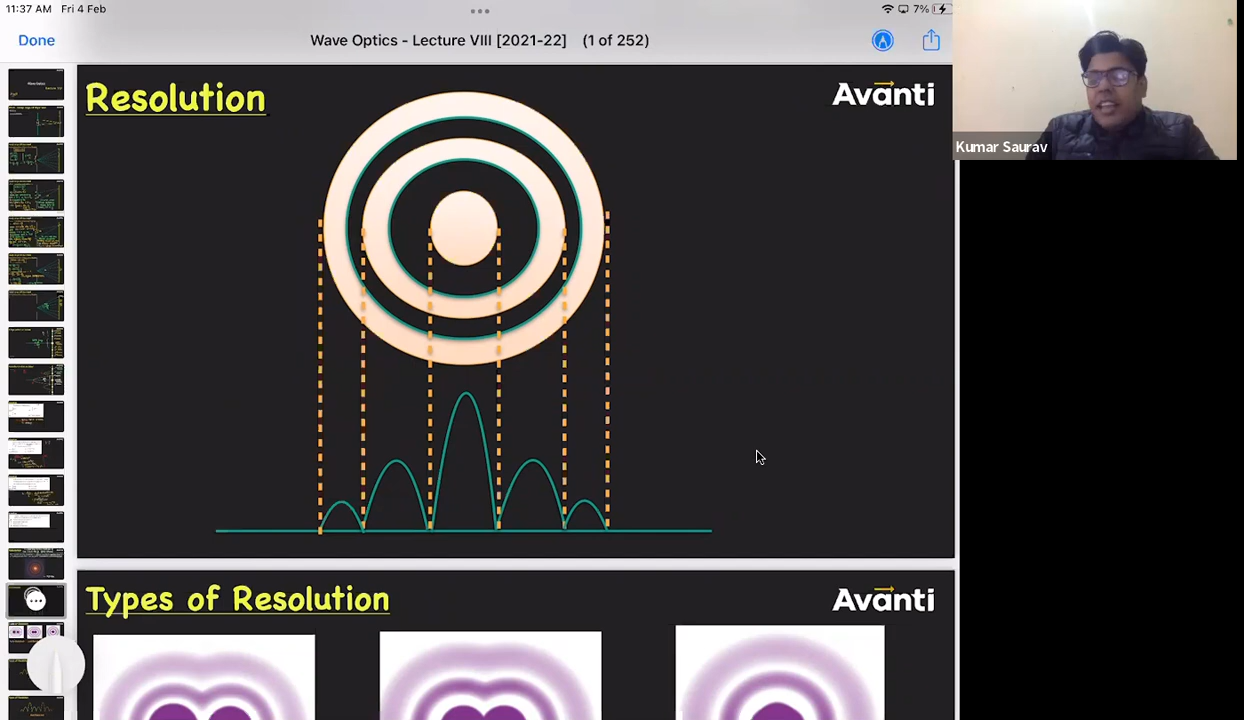 11:37 AM Fri 4 Feb
7%
Done
Wave Optics - Lecture VIII [2021-22] (1 of 252)
Resolution
Avanti
Kumar Saurav
Types of Resolution
Avanti